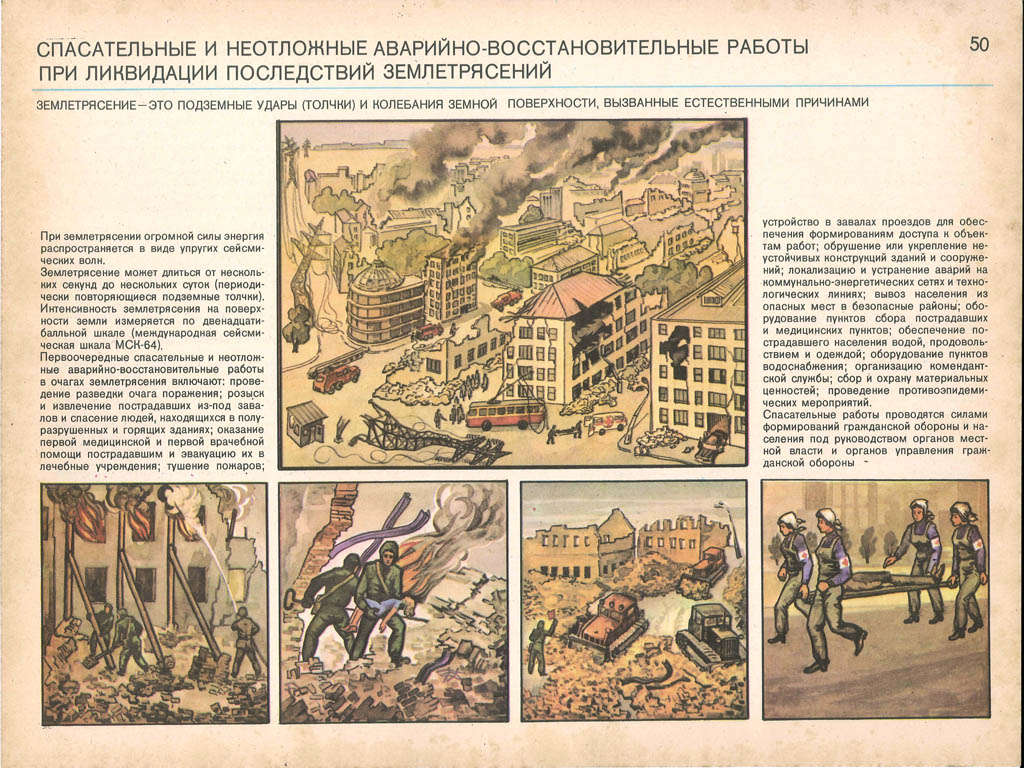 СПАСАТЕЛЬНЫЕ И НЕОТЛОЖНЫЕ АВАРИЙНО-ВОССТАНОВИТЕЛЬНЫЕ РАБОТЫ
ПРИ ЛИКВИДАЦИИ ПОСЛЕДСТВИЙ ЗЕМЛЕТРЯСЕНИЙ
50
ЗЕМЛЕТРЯСЕНИЕ—ЭТО ПОДЗЕМНЫЕ УДАРЫ (ТОЛЧКИ) И КОЛЕБАНИЯ ЗЕМНОЙ ПОВЕРХНОСТИ, ВЫЗВАННЫЕ ЕСТЕСТВЕННЫМИ ПРИЧИНАМИ
При землетрясении огромной силы энергия
распространяется в виде упругих сейсми-
ческих волн.
Землетрясение может длиться от несколь-
ких секунд до нескольких суток (периоди-
чески повторяющиеся подземные толчки).
Интенсивность землетрясения на поверх-
ности земли измеряется по двенадцати-
балльной шкале (международная сейсми-
ческая шкала МСК-64).
Первоочередные спасательные и неотлож-
ные аварийно-восстановительные работы
в очагах землетрясения включают: прове-
дение разведки очага поражения; розыск
и извлечение пострадавших из-под зава-
лов и спасение людей, находящихся в полу-
разрушенных и горящих зданиях; оказание
первой медицинской и первой врачебной
помощи пострадавшим и эвакуацию их в
лечебные учреждения; тушение пожаров;
устройство в завалах проездов для обес-
печения формированиям доступа к объек-
там работ; обрушение или укрепление не-
устойчивых конструкций зданий и сооруже-
ний; локализацию и устранение аварий на
коммунально-энергетических сетях и техно-
логических линиях; вывоз населения из
опасных мест в безопасные районы; обо-
рудование пунктов сбора пострадавших
и медицинских пунктов; обеспечение по-
страдавшего населения водой, продоволь-
ствием и одеждой; оборудование пунктов
водоснабжения; организацию комендант-
ской службы; сбор и охрану материальных
ценностей; проведение противоэпидеми-
ческих мероприятий.
Спасательные работы проводятся силами
формирований гражданской обороны и на-
селения под руководством органов мест-
ной власти и органов управления граж-
данской обороны